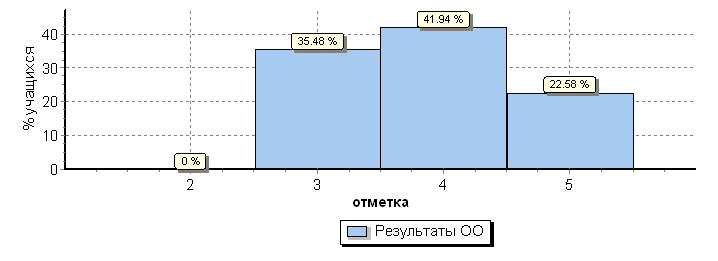 % учащихся
40
30
20
10
0
0 %
35.48 %
41.94 %
22.58 %
2 3 4 5
отметка
Результаты ОО